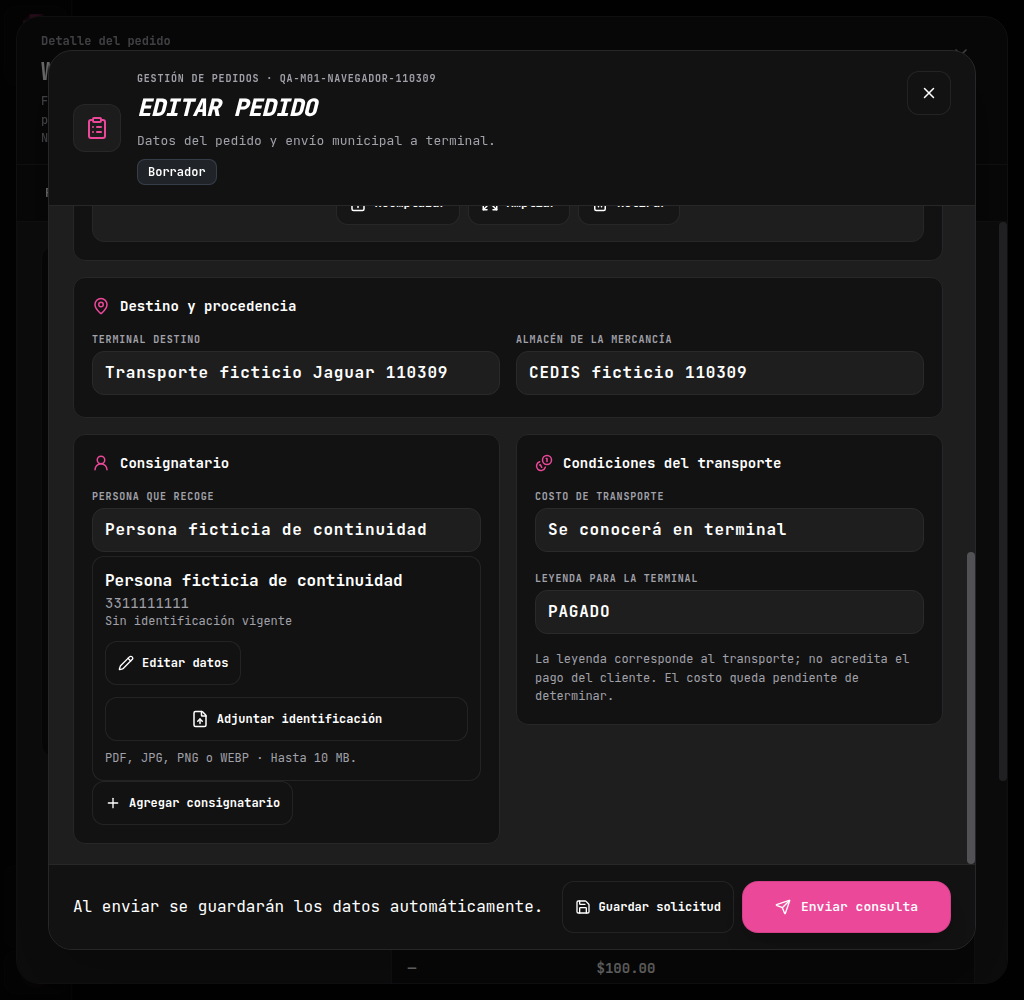 Detalle del pedido
GESTIÓN DE PEDIDOS · QA-M01-NAVEGADOR-110309
EDITAR PEDIDO
Datos del pedido y envío municipal a terminal.
Borrador
Destino y procedencia
TERMINAL DESTINO
ALMACÉN DE LA MERCANCÍA
Transporte ficticio Jaguar 110309
CEDIS ficticio 110309
Consignatario
PERSONA QUE RECOGE
Persona ficticia de continuidad
Persona ficticia de continuidad
3311111111
Sin identificación vigente
Editar datos
Adjuntar identificación
PDF, JPG, PNG o WEBP · Hasta 10 MB.
Agregar consignatario
Condiciones del transporte
COSTO DE TRANSPORTE
Se conocerá en terminal
LEYENDA PARA LA TERMINAL
PAGADO
La leyenda corresponde al transporte; no acredita el
pago del cliente. El costo queda pendiente de
determinar.
Al enviar se guardarán los datos automáticamente.
Guardar solicitud
Enviar consulta
— $100.00